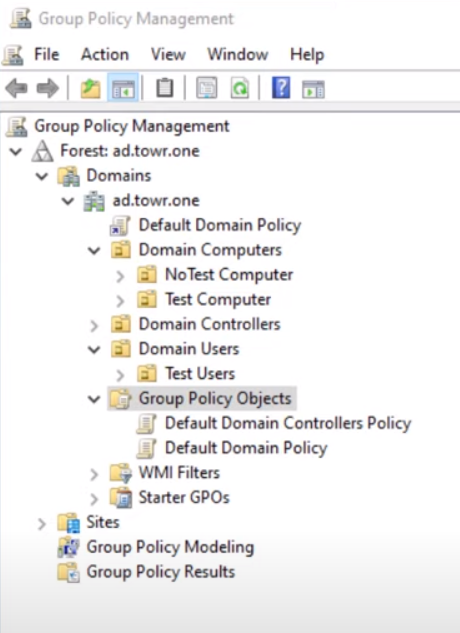 Group Policy Management
File Action View Window Help
Group Policy Management
Forest: ad.towr.one
Domains
ad.towr.one
Default Domain Policy
Domain Computers
NoTest Computer
Test Computer
Domain Controllers
Domain Users
Test Users
Group Policy Objects
Default Domain Controllers Policy
Default Domain Policy
WMI Filters
Starter GPOs
Sites
Group Policy Modeling
Group Policy Results